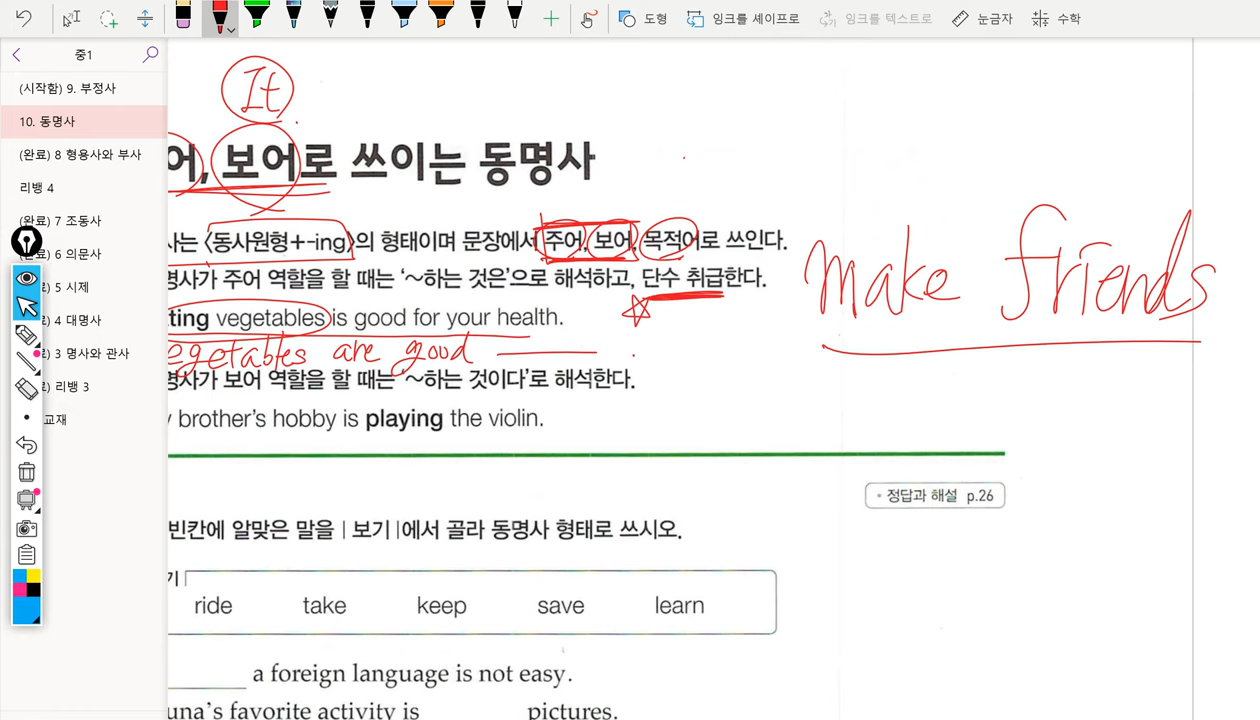 도형 잉크를 셰이프로 잉크를 텍스트로 눈금자 수학
중1
(시작함) 9. 부정사
10. 동명사
(완료) 8 형용사와 부사
리뱅 4
(완료) 7 조동사
료) 6 의문사
료) 5 시제
료) 4 대명사
료) 3 명사와 관사
료) 리뱅 3
교재
It
어, 보어로 쓰이는 동명사
사는 〈동사원형+-ing〉의 형태이며 문장에서 주어, 보어, 목적어로 쓰인다.
명사가 주어 역할을 할 때는 ‘~하는 것은’으로 해석하고, 단수 취급한다.
ting vegetables is good for your health.
egetables are good
명사가 보어 역할을 할 때는 ‘~하는 것이다’로 해석한다.
y brother's hobby is playing the violin.
make friends
• 정답과 해설 p.26
빈칸에 알맞은 말을 | 보기 |에서 골라 동명사 형태로 쓰시오.
기
ride take keep save learn
a foreign language is not easy.
una's favorite activity is pictures.